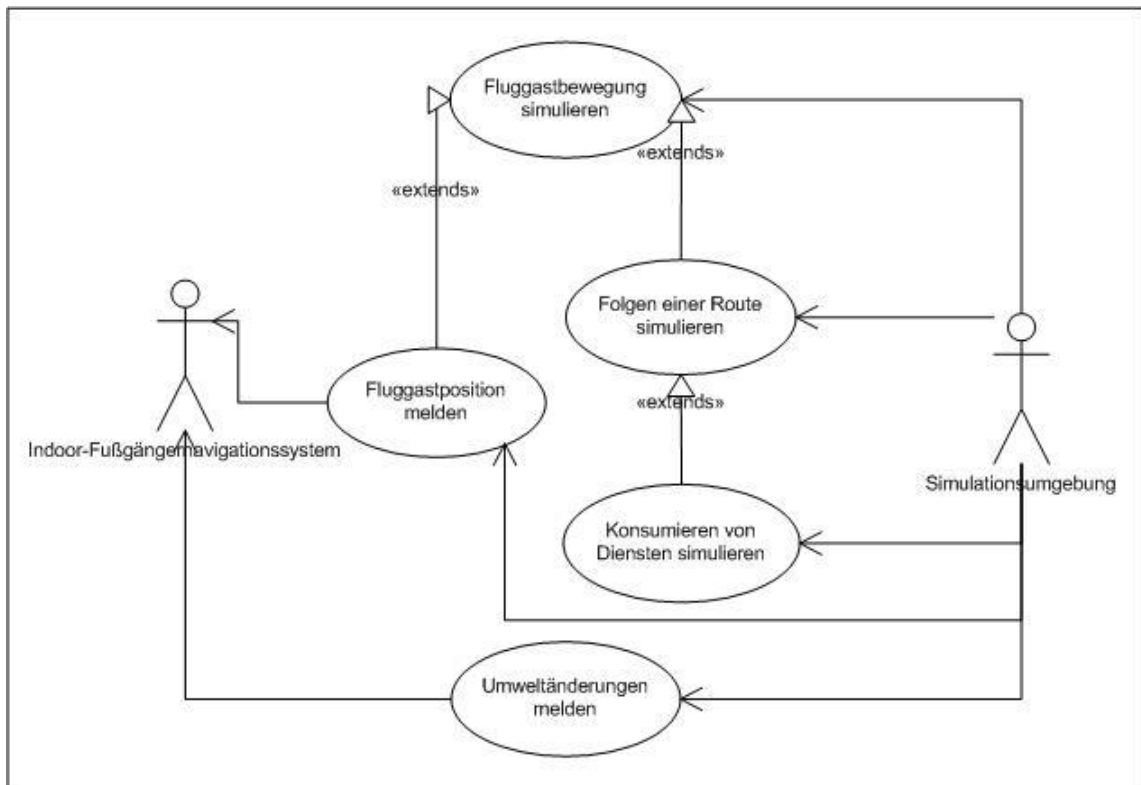 Fluggastbewegung
simulieren
«extends»
«extends»
Folgen einer Route
simulieren
Fluggastposition
melden
«extends»
Indoor-Fußgängernavigationssystem
Simulationsumgebung
Konsumieren von
Diensten simulieren
Umweltänderungen
melden